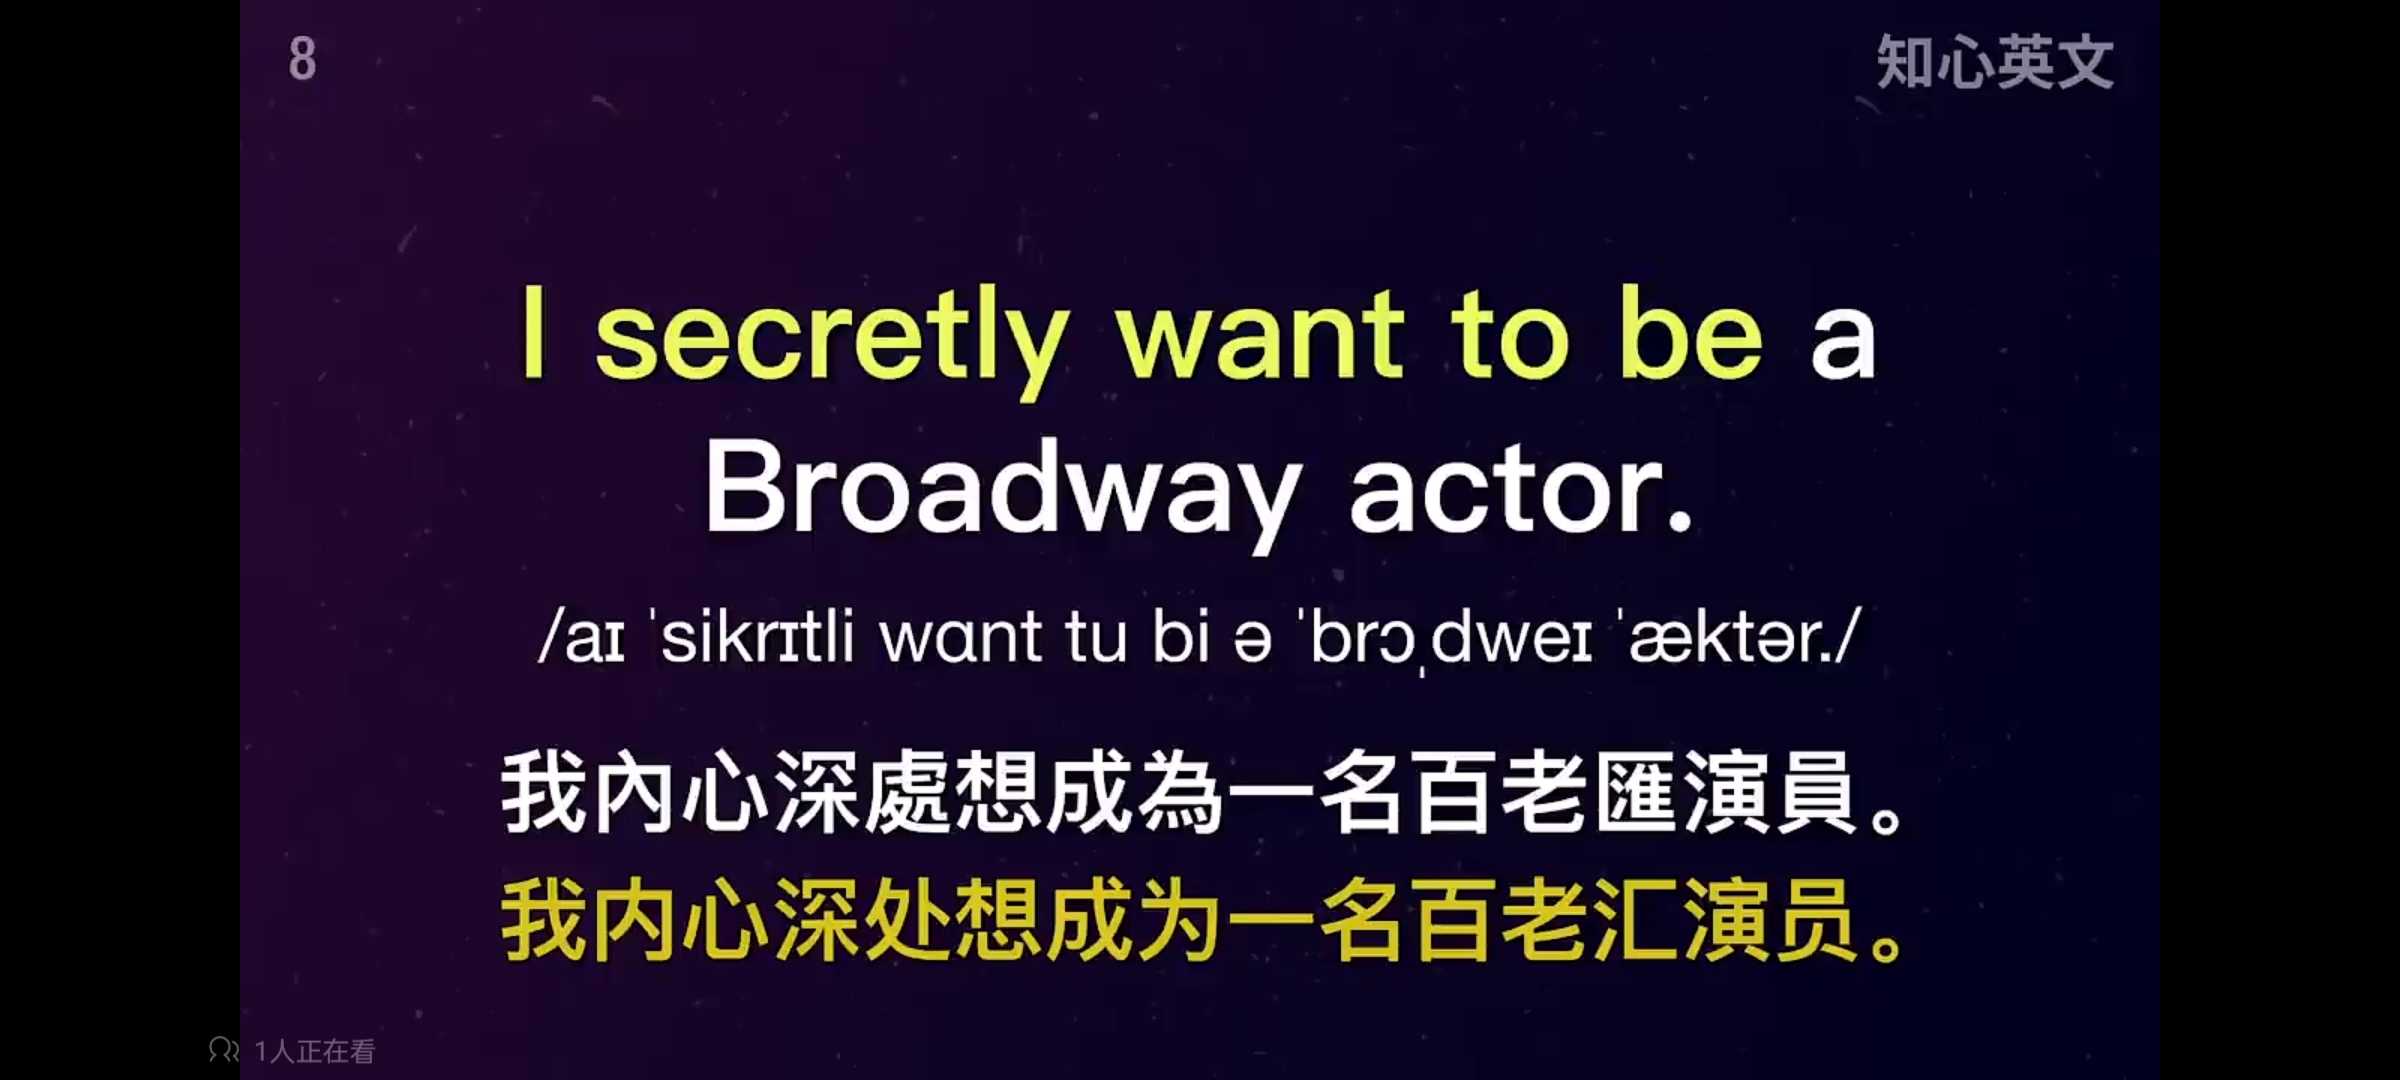 8
知心英文
I secretly want to be a
Broadway actor.
/aɪ ˈsikrɪtli wɑnt tu bi ə ˈbrɔˌdweɪ ˈæktər./
我內心深處想成為一名百老匯演員。
我内心深处想成为一名百老汇演员。
1人正在看